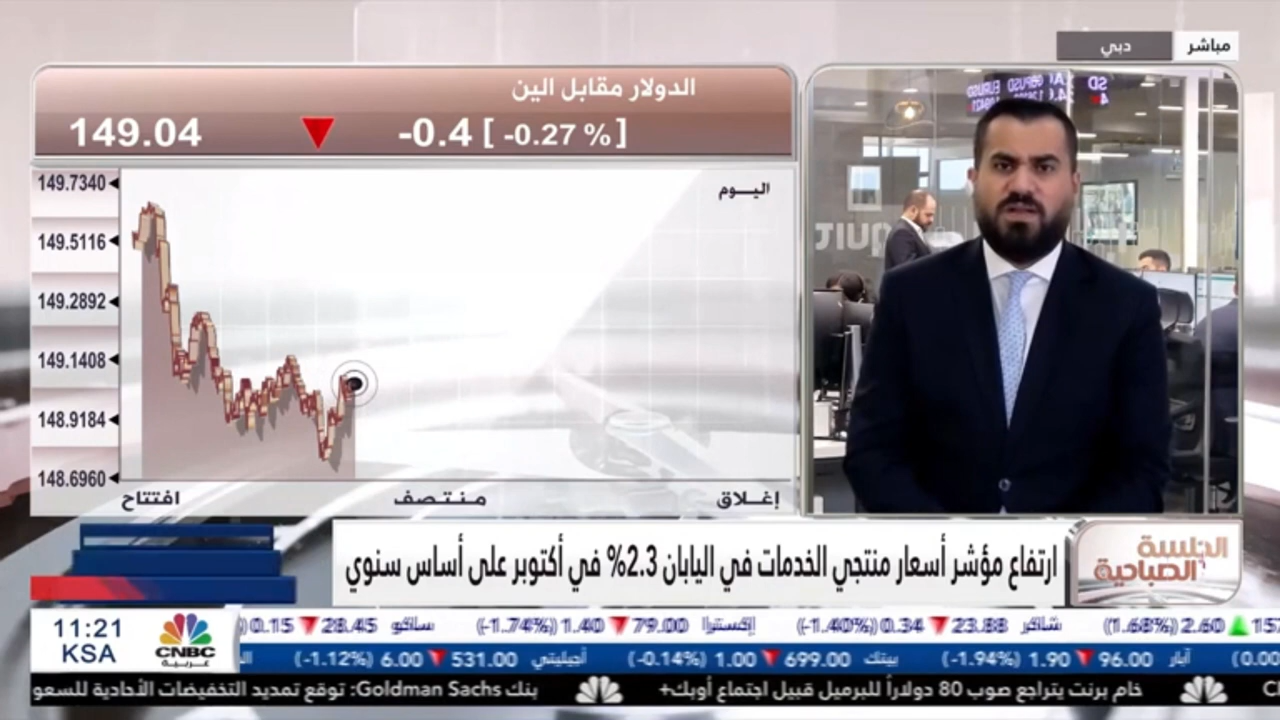 مباشر دبي
الدولار مقابل الين
149.04 -0.4 [ -0.27 % ]
اليوم
149.7340
149.5116
149.2892
149.1408
148.9184
148.6960
افتتاح منتصف إغلاق
الجلسة
الصباحية
ارتفاع مؤشر أسعار منتجي الخدمات في اليابان 2.3% في أكتوبر على أساس سنوي
11:21
KSA
CNBC
عربية
(1.68%) 2.60 شاكر 23.88 0.34 (-1.40%) إكسترا 79.00 1.40 (-1.74%) ساكو 28.45 0.15
(0.00 آبار 96.00 1.90 (-1.94%) بينك 699.00 1.00 (-0.14%) أجيليتي 531.00 6.00 (-1.12%)
خام برنت يتراجع صوب 80 دولاراً للبرميل قبيل اجتماع أوبك+ بنك Goldman Sachs: توقع تمديد التخفيضات الأحادية للسعو